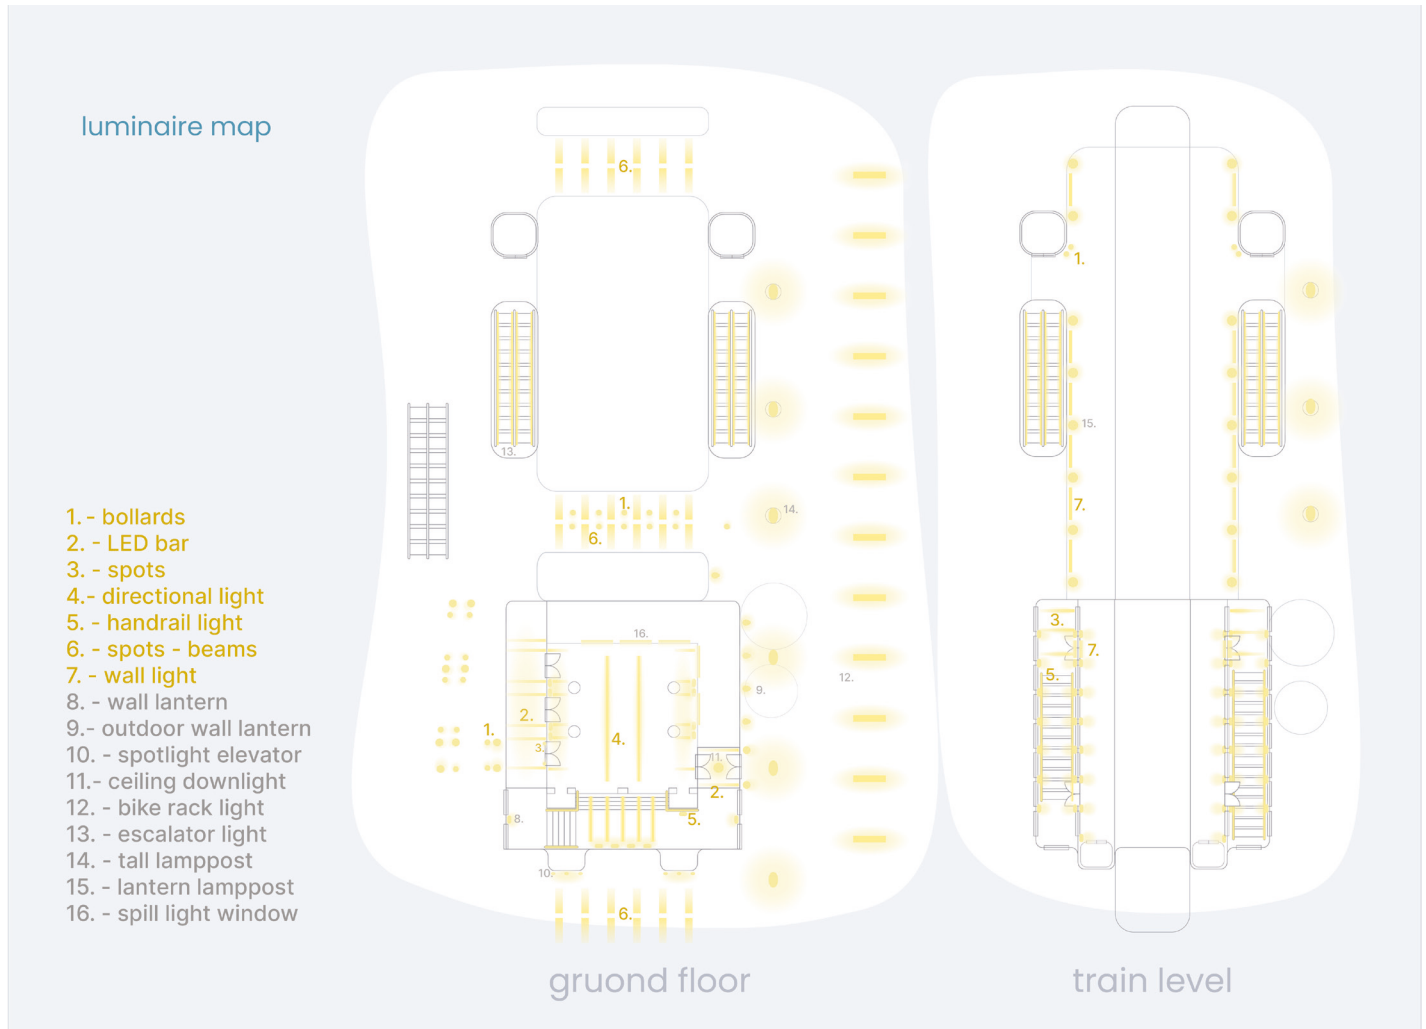 luminaire map
1. - bollards
2. - LED bar
3. - spots
4.- directional light
5. - handrail light
6. - spots - beams
7. - wall light
8. - wall lantern
9.- outdoor wall lantern
10. - spotlight elevator
11.- ceiling downlight
12. - bike rack light
13. - escalator light
14. - tall lamppost
15. - lantern lamppost
16. - spill light window
6.
13.
1.
14.
6.
16.
9.
12.
2.
1.
3.
4.
11.
2.
8.
5.
10.
6.
gruond floor
1.
15.
7.
3.
7.
5.
train level